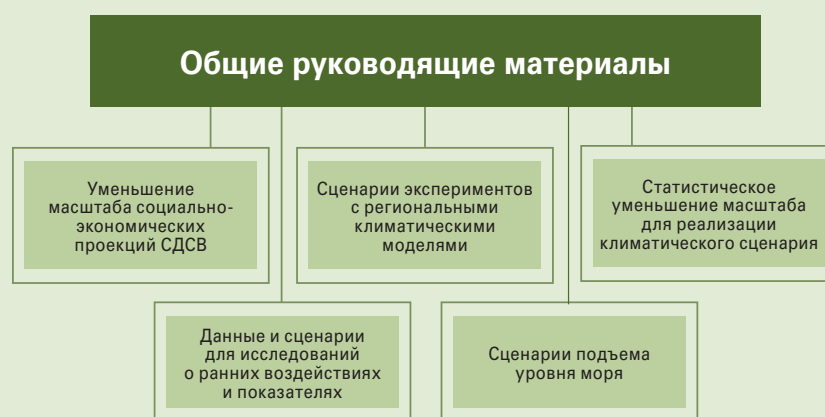 Общие руководящие материалы
Уменьшение
масштаба социально-
экономических
проекций СДСВ
Сценарии экспериментов
с региональными
климатическими
моделями
Статистическое
уменьшение масштаба
для реализации
климатического сценария
Данные и сценарии
для исследований
о ранних воздействиях
и показателях
Сценарии подъема
уровня моря